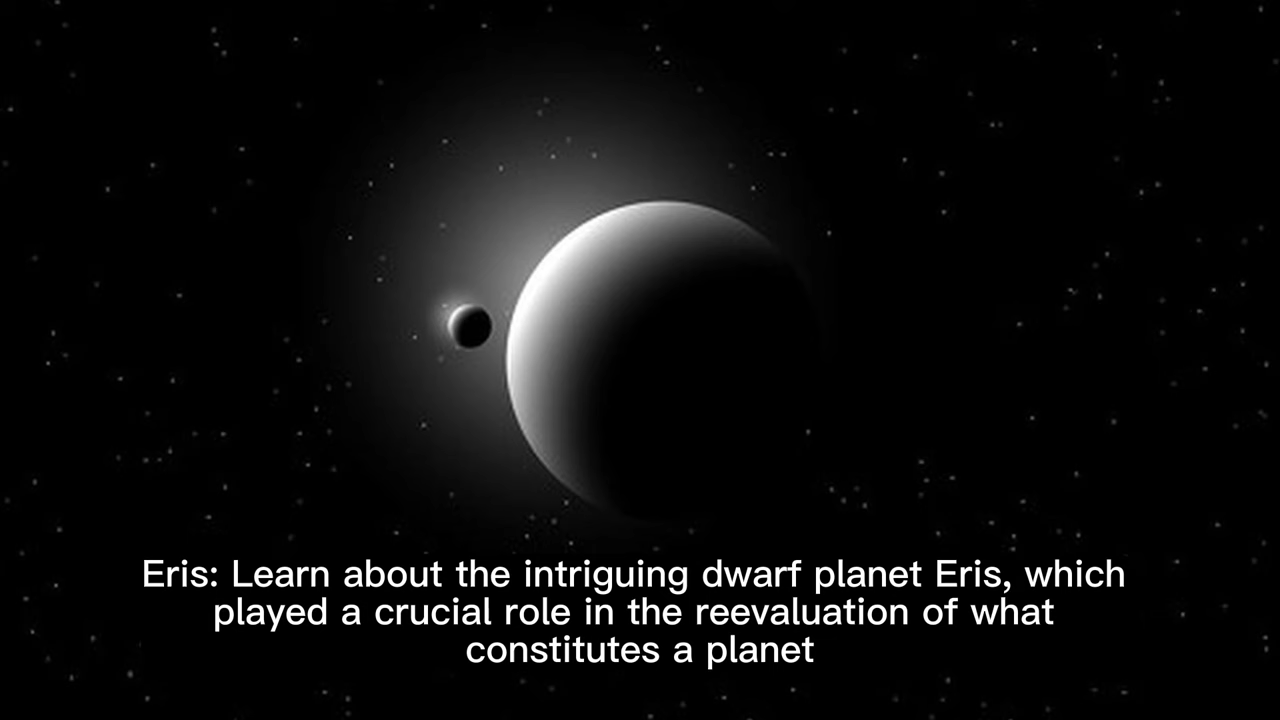 Eris: Learn about the intriguing dwarf planet Eris, which
played a crucial role in the reevaluation of what
constitutes a planet